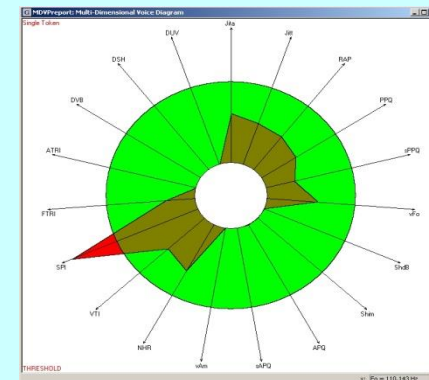 MDVPreport: Multi-Dimensional Voice Diagram
Single Token
Jita
DUV
Jitt
DSH
RAP
DVB
PPQ
ATRI
sPPQ
FTRI
vFo
SPI
ShdB
VTI
Shim
NHR
APQ
vAm
sAPQ
THRESHOLD